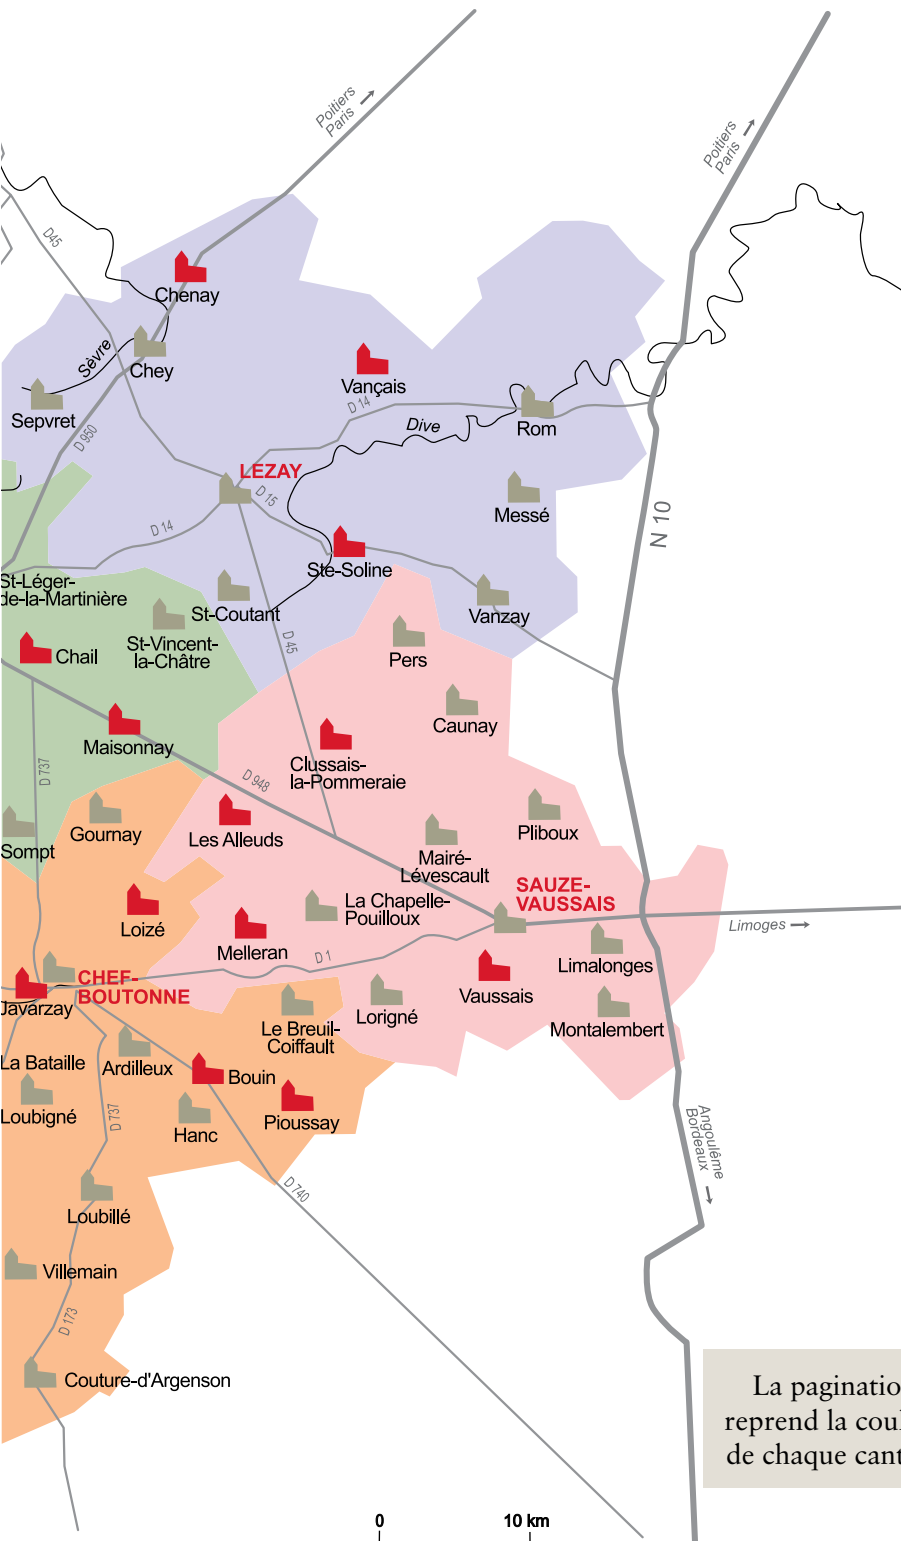 Poitiers
Paris
Poitiers
Paris
D45
Chenay
Sèvre
Chey
Vançais
Sepvret
D 14
Dive
Rom
D 950
LEZAY
D 15
Messé
N 10
D 14
Ste-Soline
St-Léger-
de-la-Martinière
St-Coutant
Vanzay
St-Vincent-
la-Châtre
D 45
Chail
Pers
Caunay
Maisonnay
Clussais-
la-Pommeraie
D 737
D 948
Gournay
Les Alleuds
Pliboux
Sompt
Mairé-
Lévescault
SAUZE-
VAUSSAIS
La Chapelle-
Pouilloux
Loizé
Melleran
Limoges
D 1
Limalonges
CHEF-
BOUTONNE
Vaussais
Javarzay
Lorigné
Le Breuil-
Coiffault
Montalembert
La Bataille
Ardilleux
Bouin
Loubigné
D 737
Hanc
Pioussay
Angoulême
Bordeaux
D 740
Loubillé
Villemain
D 173
Couture-d'Argenson
La paginatio
reprend la coul
de chaque cant
0 10 km